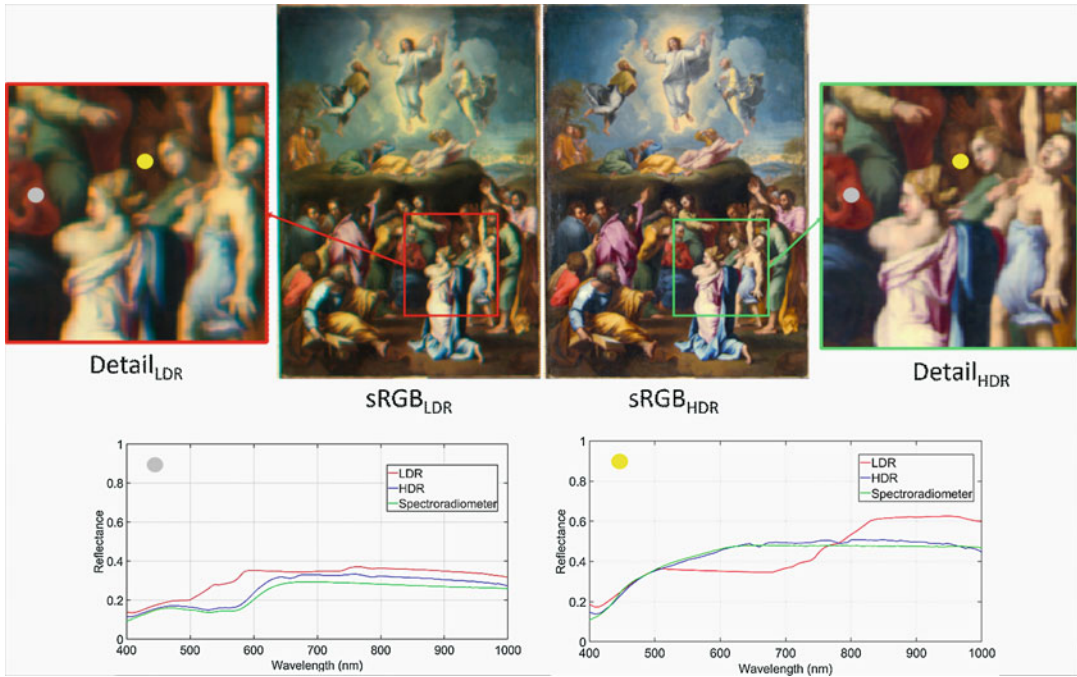 Detail_LDR
sRGB_LDR
sRGB_HDR
Detail_HDR
1
0.8
0.6
0.4
0.2
0
Reflectance
400
500
600
700
800
900
1000
Wavelength (nm)
LDR
HDR
Spectroradiometer
1
0.8
0.6
0.4
0.2
0
Reflectance
400
500
600
700
800
900
1000
Wavelength (nm)
LDR
HDR
Spectroradiometer